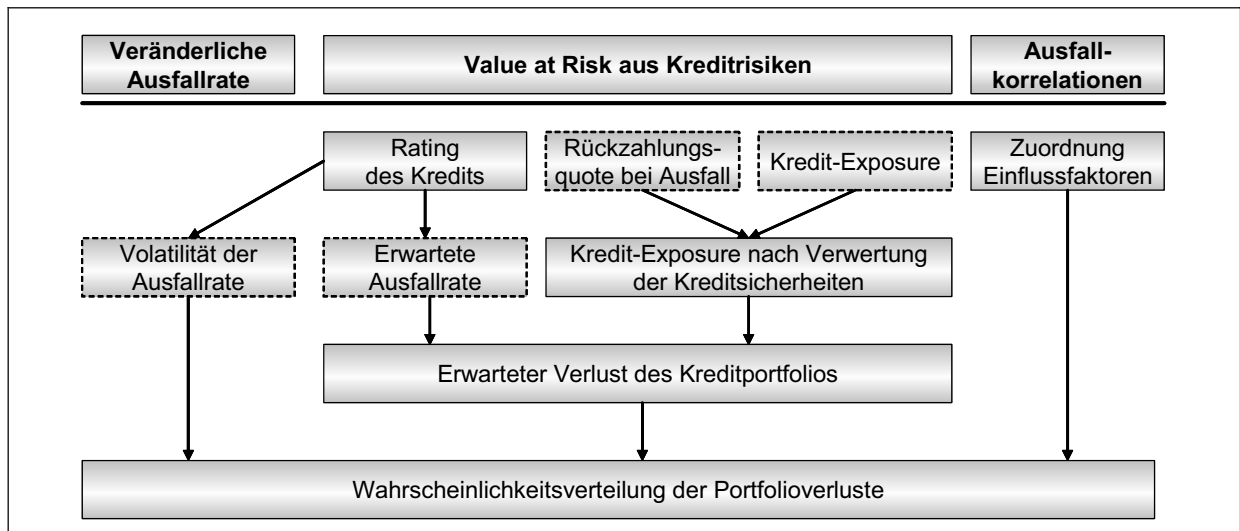 Veränderliche
Ausfallrate
Value at Risk aus Kreditrisiken
Ausfall-
korrelationen
Rating
des Kredits
Rückzahlungs-
quote bei Ausfall
Kredit-Exposure
Zuordnung
Einflussfaktoren
Volatilität der
Ausfallrate
Erwartete
Ausfallrate
Kredit-Exposure nach Verwertung
der Kreditsicherheiten
Erwarteter Verlust des Kreditportfolios
Wahrscheinlichkeitsverteilung der Portfolioverluste